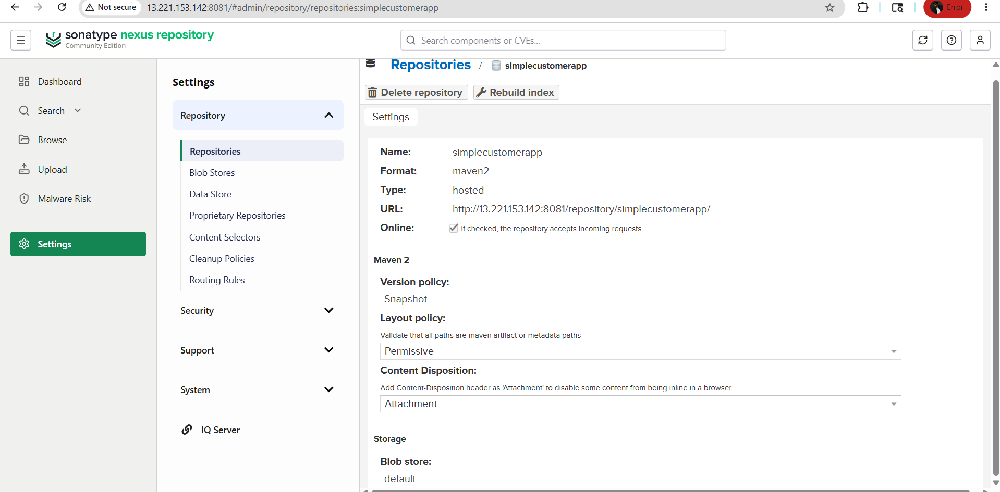 Not secure
13.221.153.142:8081/#admin/repository/repositories:simplecustomerapp
Error
sonatype nexus repository
Community Edition
Search components or CVEs...
Dashboard
Search
Browse
Upload
Malware Risk
Settings
Settings
Repository
Repositories
Blob Stores
Data Store
Proprietary Repositories
Content Selectors
Cleanup Policies
Routing Rules
Security
Support
System
IQ Server
Repositories / simplecustomerapp
Delete repository Rebuild index
Settings
Name: simplecustomerapp
Format: maven2
Type: hosted
URL: http://13.221.153.142:8081/repository/simplecustomerapp/
Online: If checked, the repository accepts incoming requests
Maven 2
Version policy:
Snapshot
Layout policy:
Validate that all paths are maven artifact or metadata paths
Permissive
Content Disposition:
Add Content-Disposition header as 'Attachment' to disable some content from being inline in a browser.
Attachment
Storage
Blob store:
default